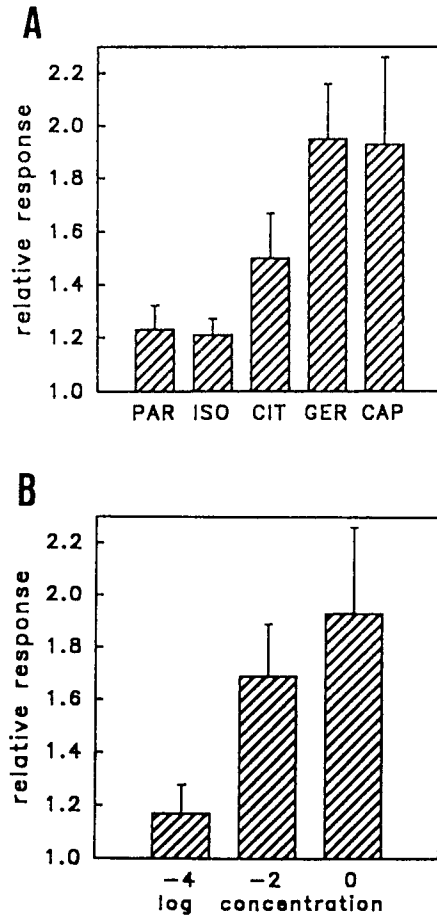 A
relative response
2.2
2.0
1.8
1.6
1.4
1.2
1.0
PAR ISO CIT GER CAP
B
relative response
2.2
2.0
1.8
1.6
1.4
1.2
1.0
-4 -2 0
log concentration